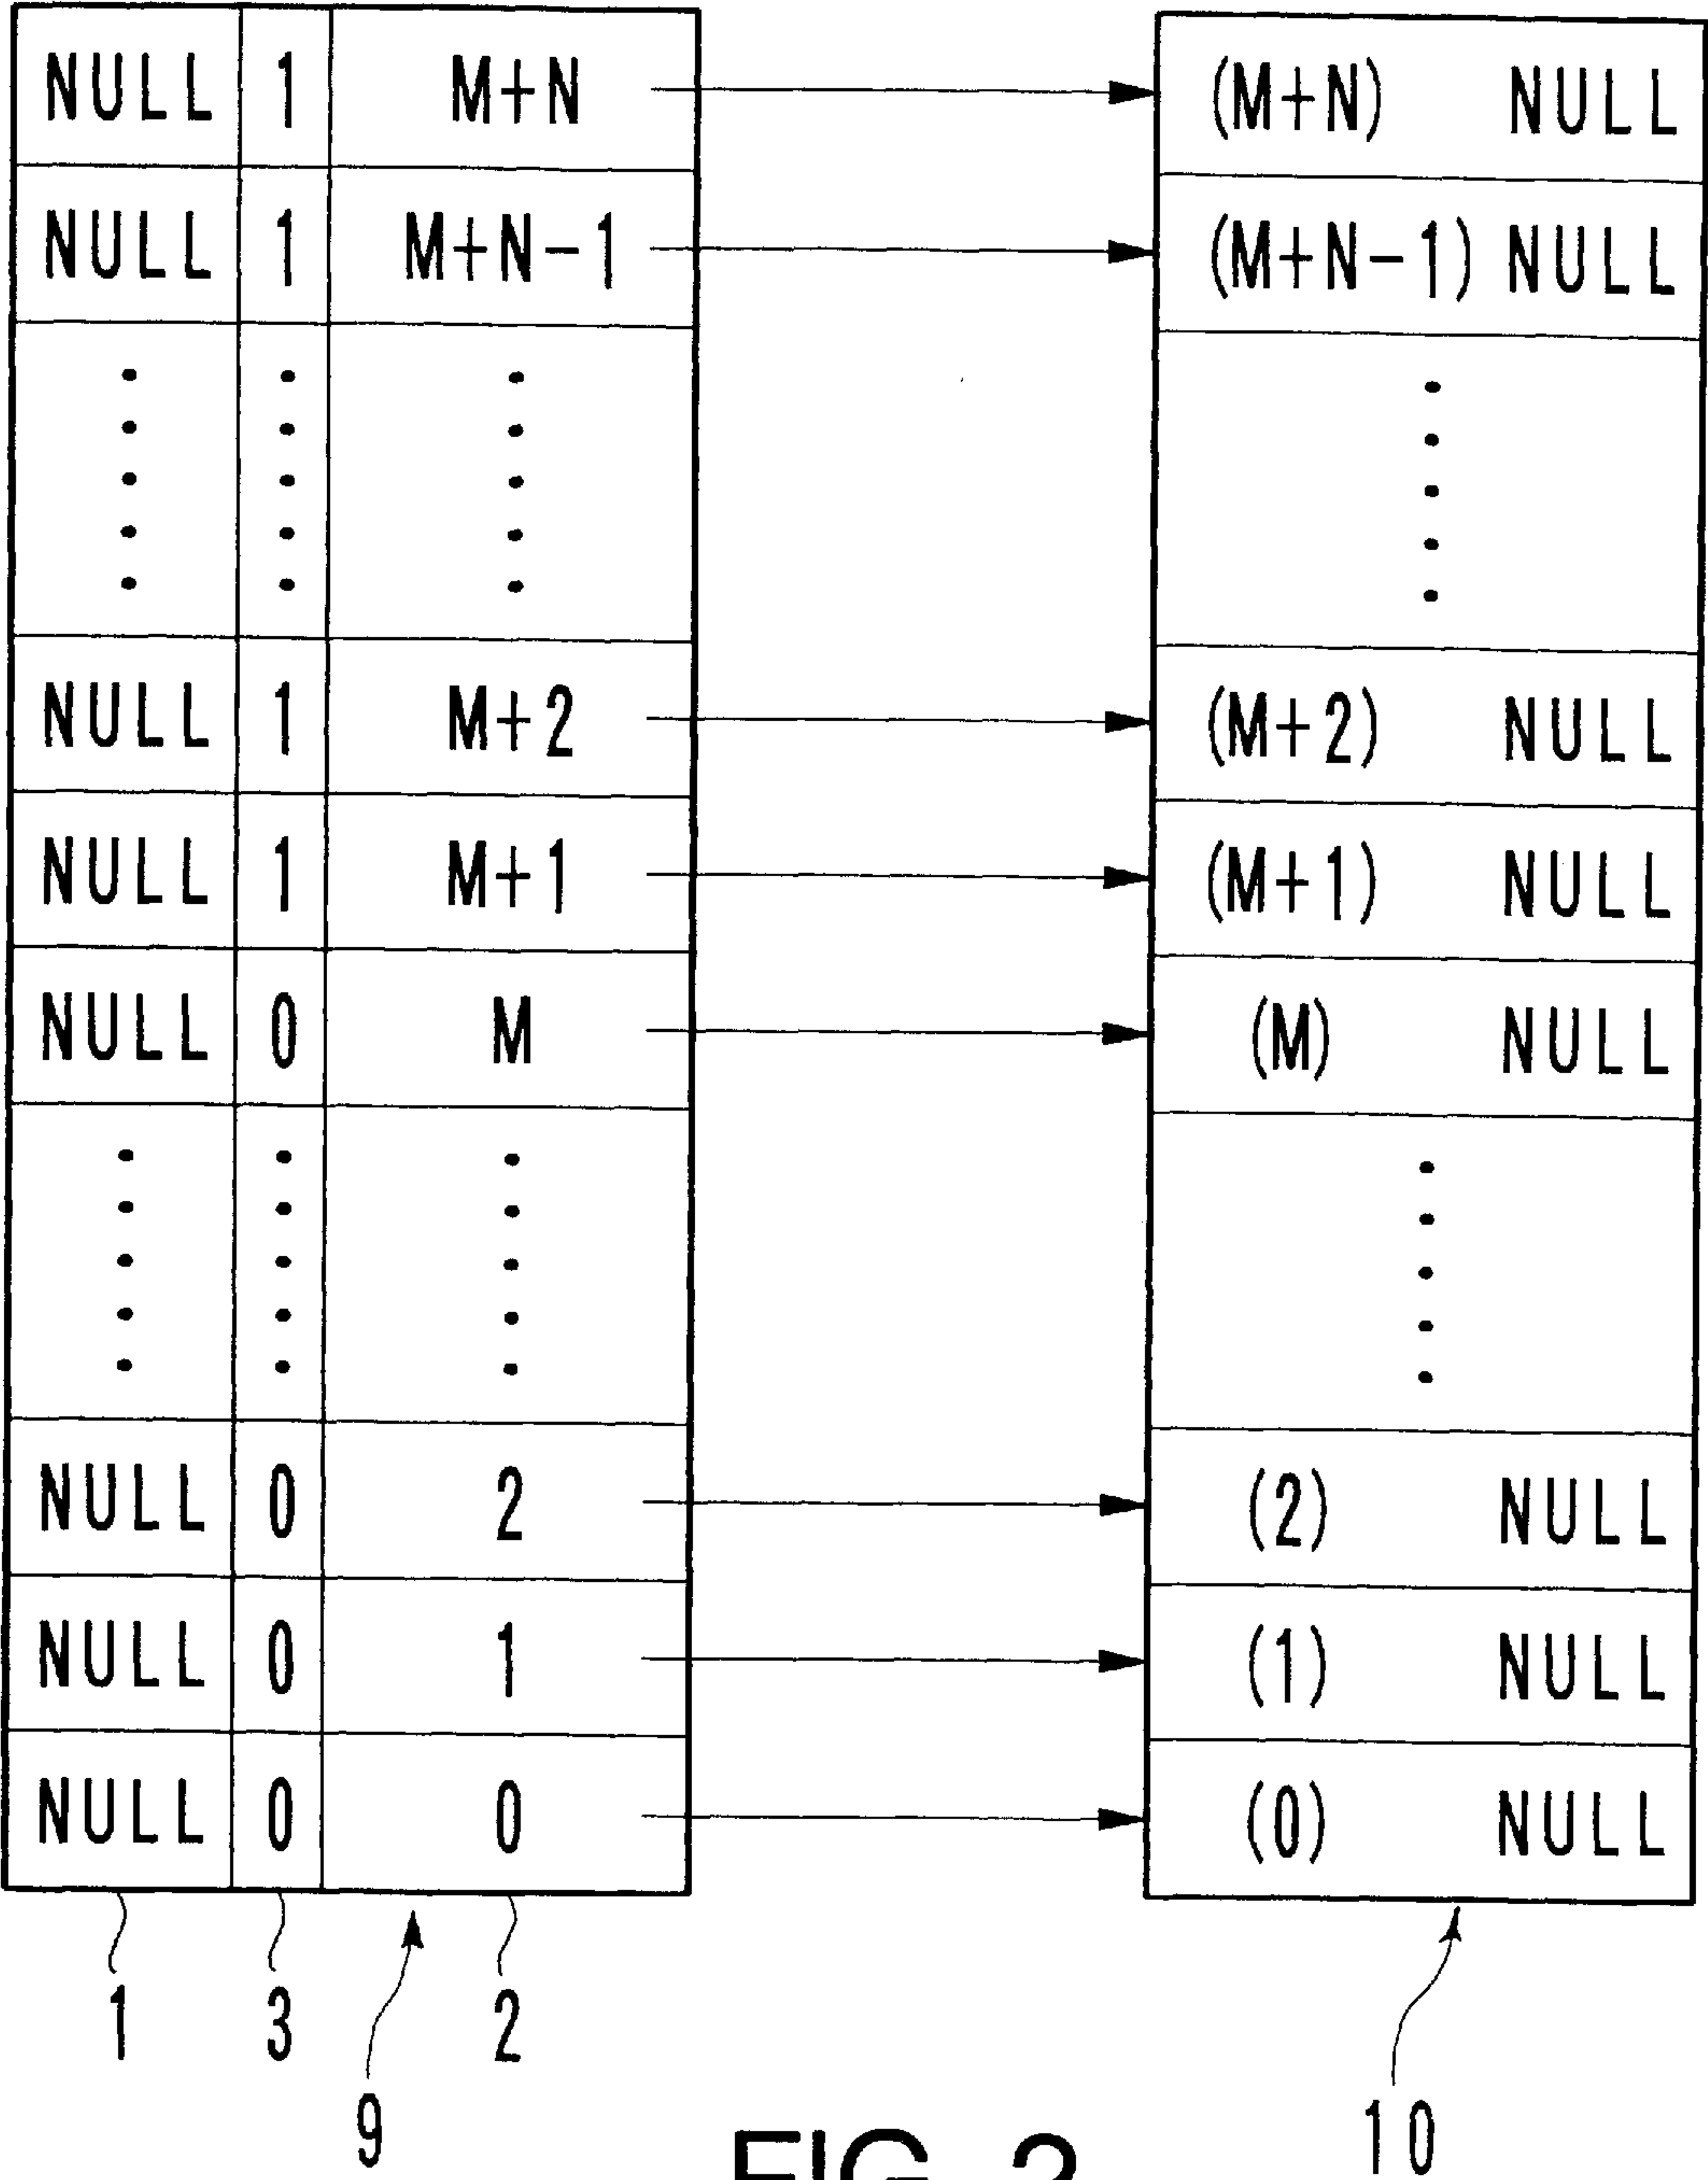 NULL 1 M+N (M+N) NULL
NULL 1 M+N-1 (M+N-1) NULL
NULL 1 M+2 (M+2) NULL
NULL 1 M+1 (M+1) NULL
NULL 0 M (M) NULL
NULL 0 2 (2) NULL
NULL 0 1 (1) NULL
NULL 0 0 (0) NULL
1 3 2
9 10
FIG. 2